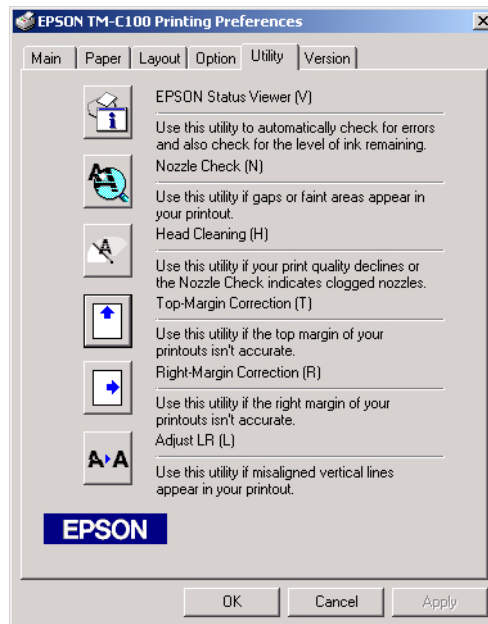 EPSON TM-C100 Printing Preferences
Main Paper Layout Option Utility Version
EPSON Status Viewer (V)
Use this utility to automatically check for errors
and also check for the level of ink remaining.
Nozzle Check (N)
Use this utility if gaps or faint areas appear in
your printout.
Head Cleaning (H)
Use this utility if your print quality declines or
the Nozzle Check indicates clogged nozzles.
Top-Margin Correction (T)
Use this utility if the top margin of your
printouts isn't accurate.
Right-Margin Correction (R)
Use this utility if the right margin of your
printouts isn't accurate.
Adjust LR (L)
A A
Use this utility if misaligned vertical lines
appear in your printout.
EPSON
OK Cancel Apply